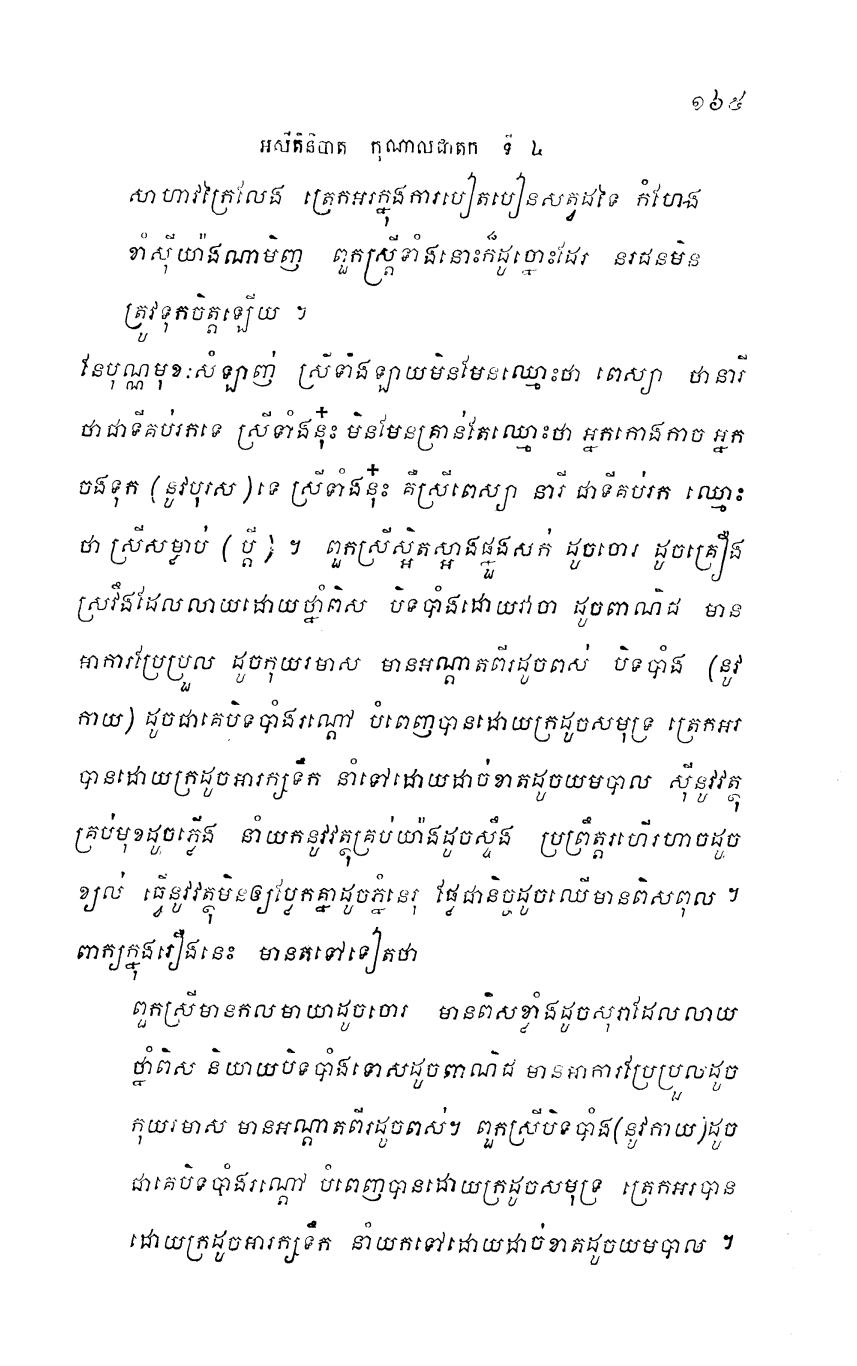 ១៦៥
អសីតិនិបាត កុណាលជាតក ទី ៤
សាហាវក្រៃលែង ត្រេកអរក្នុងការបៀតបៀនសត្វដទៃ កំហែង
ខាំស៊ីយ៉ាងណាមិញ ពួកស្ត្រីទាំងនោះក៏ដូច្នោះដែរ នរជនមិន
ត្រូវទុកចិត្តឡើយ ។
នែបុណ្ណមុខៈសំឡាញ់ ស្រីទាំងឡាយមិនមែនឈ្មោះថា ពេស្យា ថានារី
ថាជាទីគប់រកទេ ស្រីទាំងនុ៎ះ មិនមែនគ្រាន់តែឈ្មោះថា អ្នកកោងកាច អ្នក
ចងទុក (នូវបុរស)ទេ ស្រីទាំងនុ៎ះ គឺស្រីពេស្យា នារី ជាទីគប់រក ឈ្មោះ
ថា ស្រីសម្លាប់ ( ប្តី ) ។ ពួកស្រីស្អិតស្អាងផ្នួងសក់ ដូចចោរ ដូចគ្រឿង
ស្រវឹងដែលលាយដោយថ្នាំពិស បិទបាំងដោយវាចា ដូចពាណិជ មាន
អាការប្រែប្រួល ដូចកុយរមាស មានអណ្តាតពីរដូចពស់ បិទបាំង (នូវ
កាយ) ដូចជាគេបិទបាំងរណ្តៅ បំពេញបានដោយក្រដូចសមុទ្រ ត្រេកអរ
បានដោយក្រដូចអារក្សទឹក នាំទៅដោយដាច់ខាតដូចយមបាល ស៊ីនូវវត្ថុ
គ្រប់មុខដូចភ្លើង នាំយកនូវវត្ថុគ្រប់យ៉ាងដូចស្ទឹង ប្រព្រឹត្តរហើរហាចដូច
ខ្យល់ ធ្វើនូវវត្ថុមិនឲ្យប្លែកគ្នាដូចភ្នំនេរុ ផ្លែជានិច្ចដូចឈើមានពិសពុល ។
ពាក្យក្នុងរឿងនេះ មានតទៅទៀតថា
ពួកស្រីមានកលមាយាដូចចោរ មានពិសខ្លាំងដូចសុរាដែលលាយ
ថ្នាំពិស និយាយបិទបាំងទោសដូចពាណិជ មានអាការប្រែប្រួលដូច
កុយរមាស មានអណ្តាតពីរដូចពស់។ ពួកស្រីបិទបាំង(នូវកាយ)ដូច
ជាគេបិទបាំងរណ្តៅ បំពេញបានដោយក្រដូចសមុទ្រ ត្រេកអរបាន
ដោយក្រដូចអារក្សទឹក នាំយកទៅដោយដាច់ខាតដូចយមបាល ។